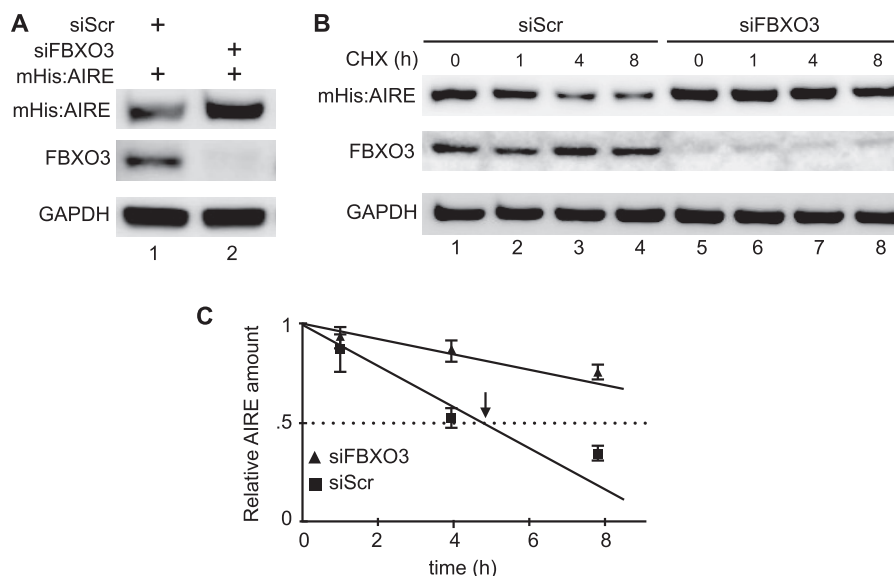 A
siScr +
siFBXO3 +
mHis:AIRE + +
mHis:AIRE
FBXO3
GAPDH
1 2
B
siScr siFBXO3
CHX (h) 0 1 4 8 0 1 4 8
mHis:AIRE
FBXO3
GAPDH
1 2 3 4 5 6 7 8
C
Relative AIRE amount
1
.5
siFBXO3
siScr
0
0 2 4 6 8
time (h)